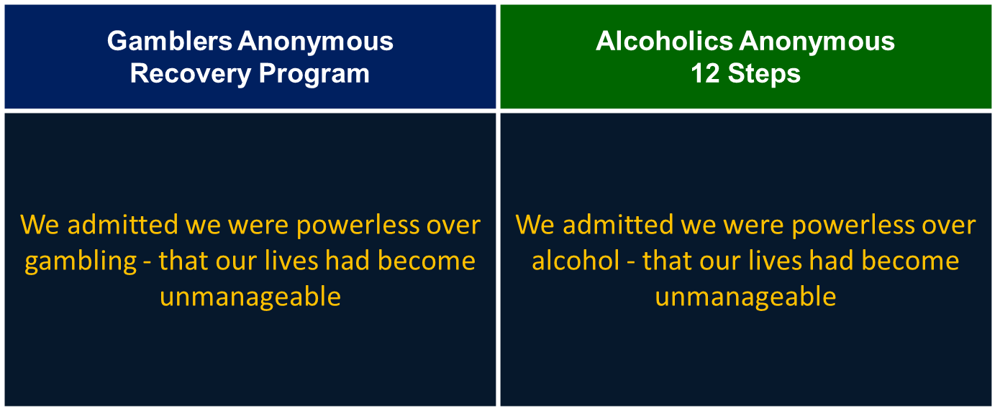 Gamblers Anonymous
Recovery Program
Alcoholics Anonymous
12 Steps
We admitted we were powerless over
gambling - that our lives had become
unmanageable
We admitted we were powerless over
alcohol - that our lives had become
unmanageable